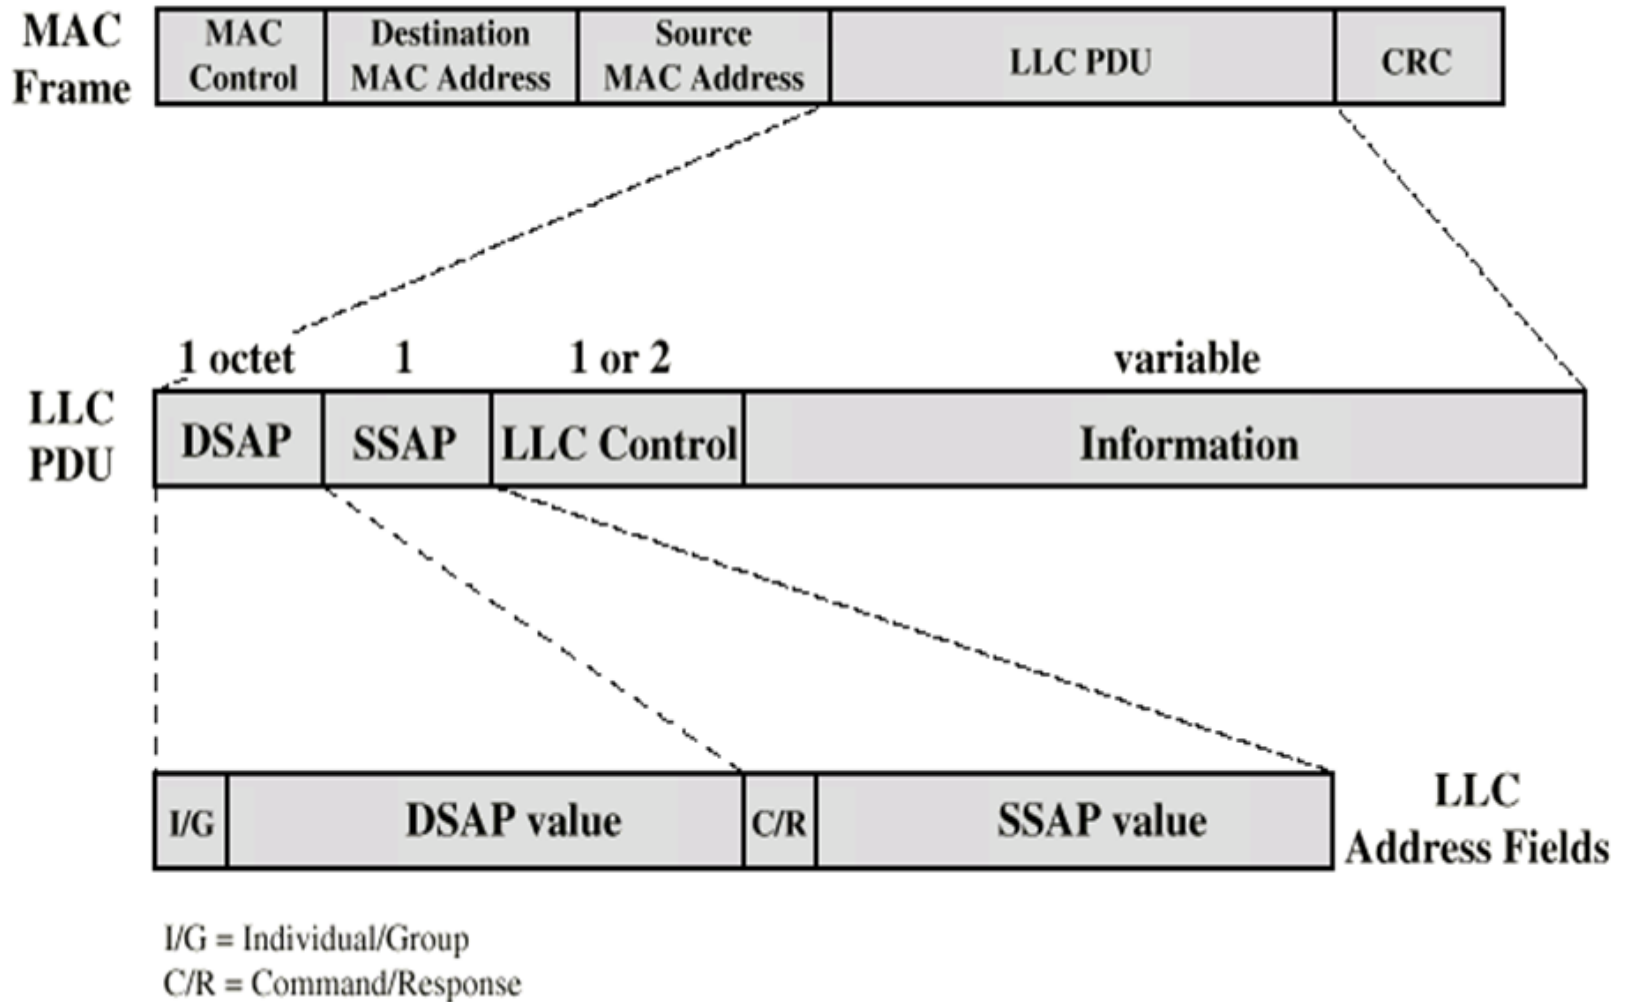 MAC
Frame
MAC
Control
Destination
MAC Address
Source
MAC Address
LLC PDU
CRC
1 octet
1
1 or 2
variable
LLC
PDU
DSAP
SSAP
LLC Control
Information
I/G
DSAP value
C/R
SSAP value
LLC
Address Fields
I/G = Individual/Group
C/R = Command/Response